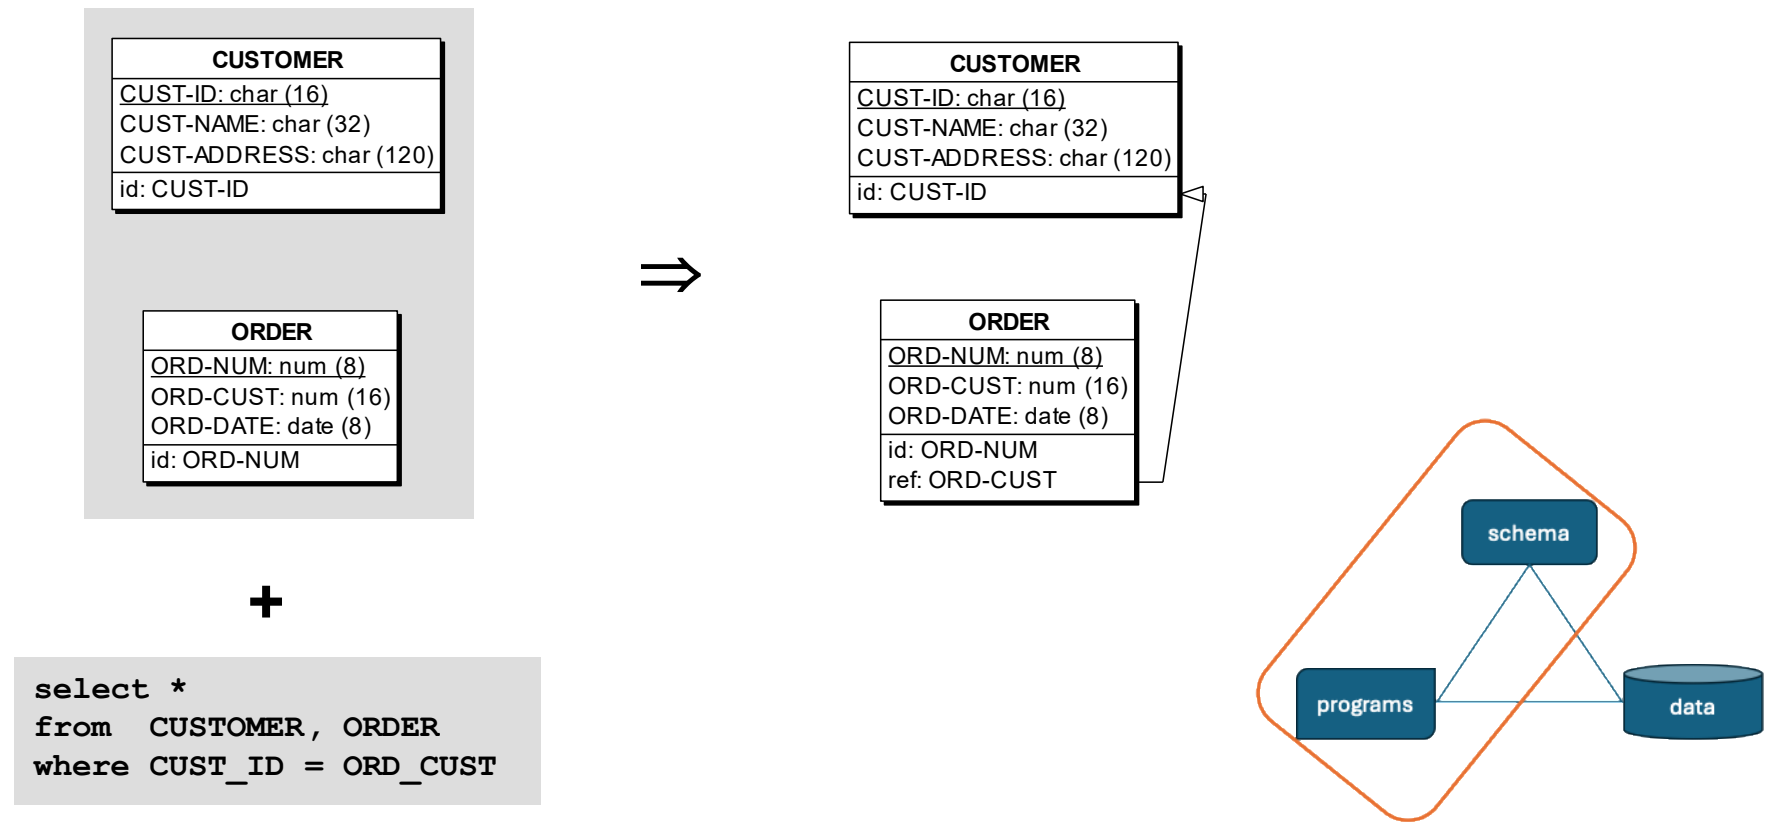 CUSTOMER
CUST-ID: char (16)
CUST-NAME: char (32)
CUST-ADDRESS: char (120)
id: CUST-ID
ORDER
ORD-NUM: num (8)
ORD-CUST: num (16)
ORD-DATE: date (8)
id: ORD-NUM
+
select *
from CUSTOMER, ORDER
where CUST_ID = ORD_CUST
⇒
CUSTOMER
CUST-ID: char (16)
CUST-NAME: char (32)
CUST-ADDRESS: char (120)
id: CUST-ID
ORDER
ORD-NUM: num (8)
ORD-CUST: num (16)
ORD-DATE: date (8)
id: ORD-NUM
ref: ORD-CUST
schema
programs
data